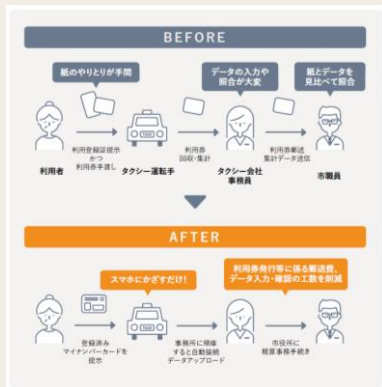 BEFORE
紙のやりとりが手間
データの入力や
照合が大変
紙とデータを
見比べて照合
利用登録証提示
かつ
利用券手渡し
利用券
回収・集計
利用券郵送
集計データ送信
利用者
タクシー運転手
タクシー会社
事務員
市職員
AFTER
スマホにかざすだけ!
利用券発行等に係る郵送費、
データ入力・確認の工数を削減
登録済み
マイナンバーカードを
提示
事務所に帰庫
すると自動接続
データアップロード
市役所に
精算事務手続き